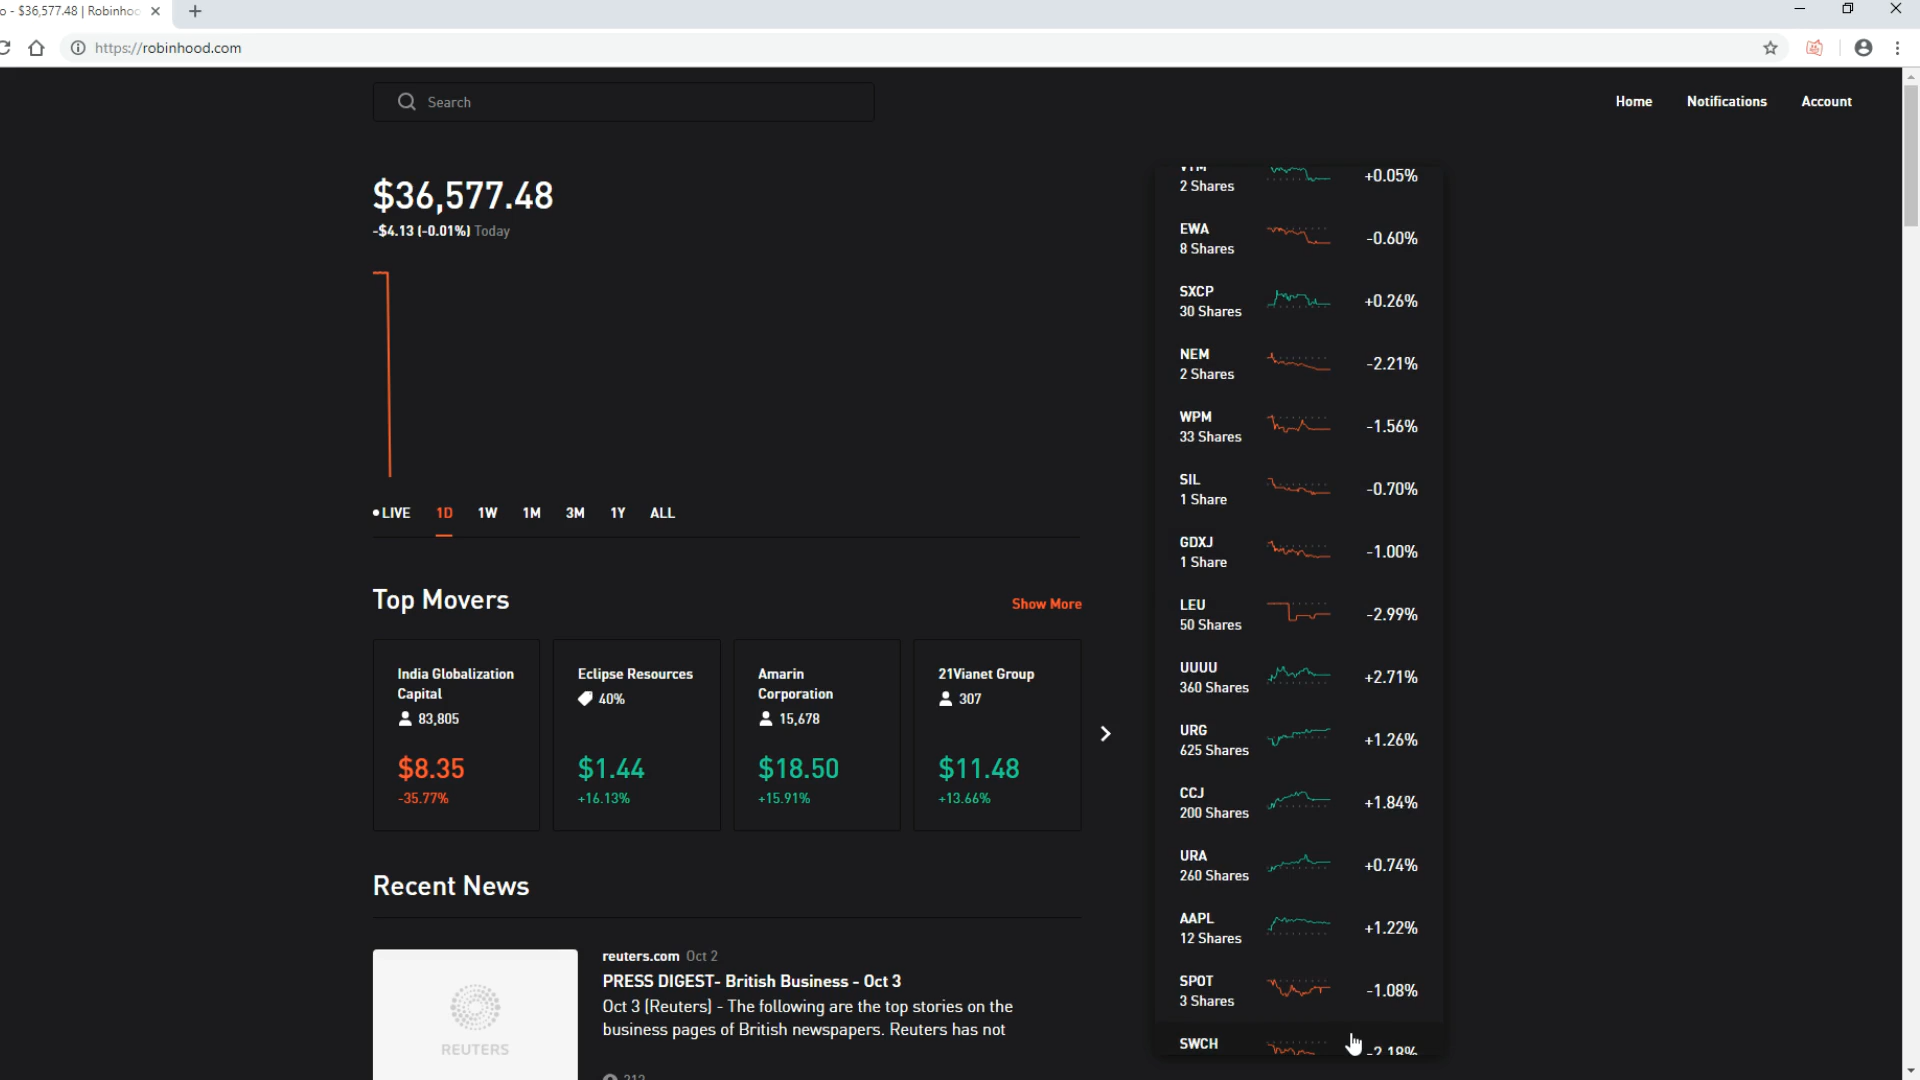 o - $36,577.48 | Robinhoo
https://robinhood.com
Search
Home Notifications Account
$36,577.48
-$4.13 (-0.01%) Today
LIVE 1D 1W 1M 3M 1Y ALL
Top Movers
Show More
India Globalization
Capital
83,805
$8.35
-35.77%
Eclipse Resources
40%
$1.44
+16.13%
Amarin
Corporation
15,678
$18.50
+15.91%
21Vianet Group
307
$11.48
+13.66%
Recent News
REUTERS
reuters.com Oct 2
PRESS DIGEST- British Business - Oct 3
Oct 3 (Reuters) - The following are the top stories on the
business pages of British newspapers. Reuters has not
2 Shares
+0.05%
EWA
8 Shares
-0.60%
SXCP
30 Shares
+0.26%
NEM
2 Shares
-2.21%
WPM
33 Shares
-1.56%
SIL
1 Share
-0.70%
GDXJ
1 Share
-1.00%
LEU
50 Shares
-2.99%
UUUU
360 Shares
+2.71%
URG
625 Shares
+1.26%
CCJ
200 Shares
+1.84%
URA
260 Shares
+0.74%
AAPL
12 Shares
+1.22%
SPOT
3 Shares
-1.08%
SWCH
-2.18%